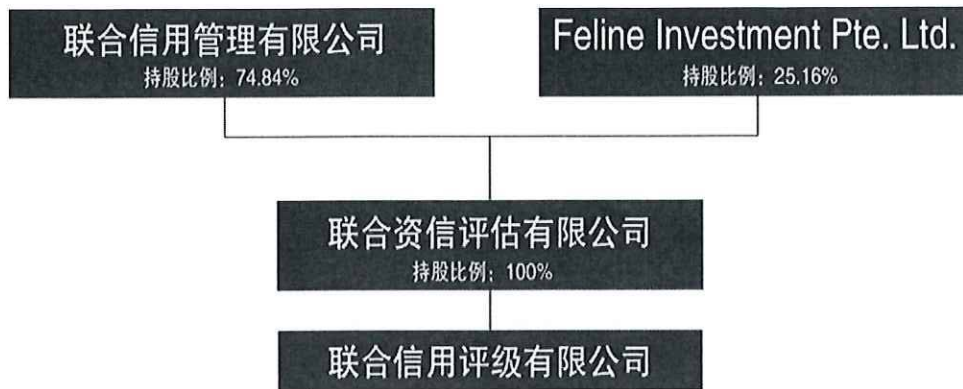 联合信用管理有限公司
持股比例：74.84%
Feline Investment Pte. Ltd.
持股比例：25.16%
联合资信评估有限公司
持股比例：100%
联合信用评级有限公司